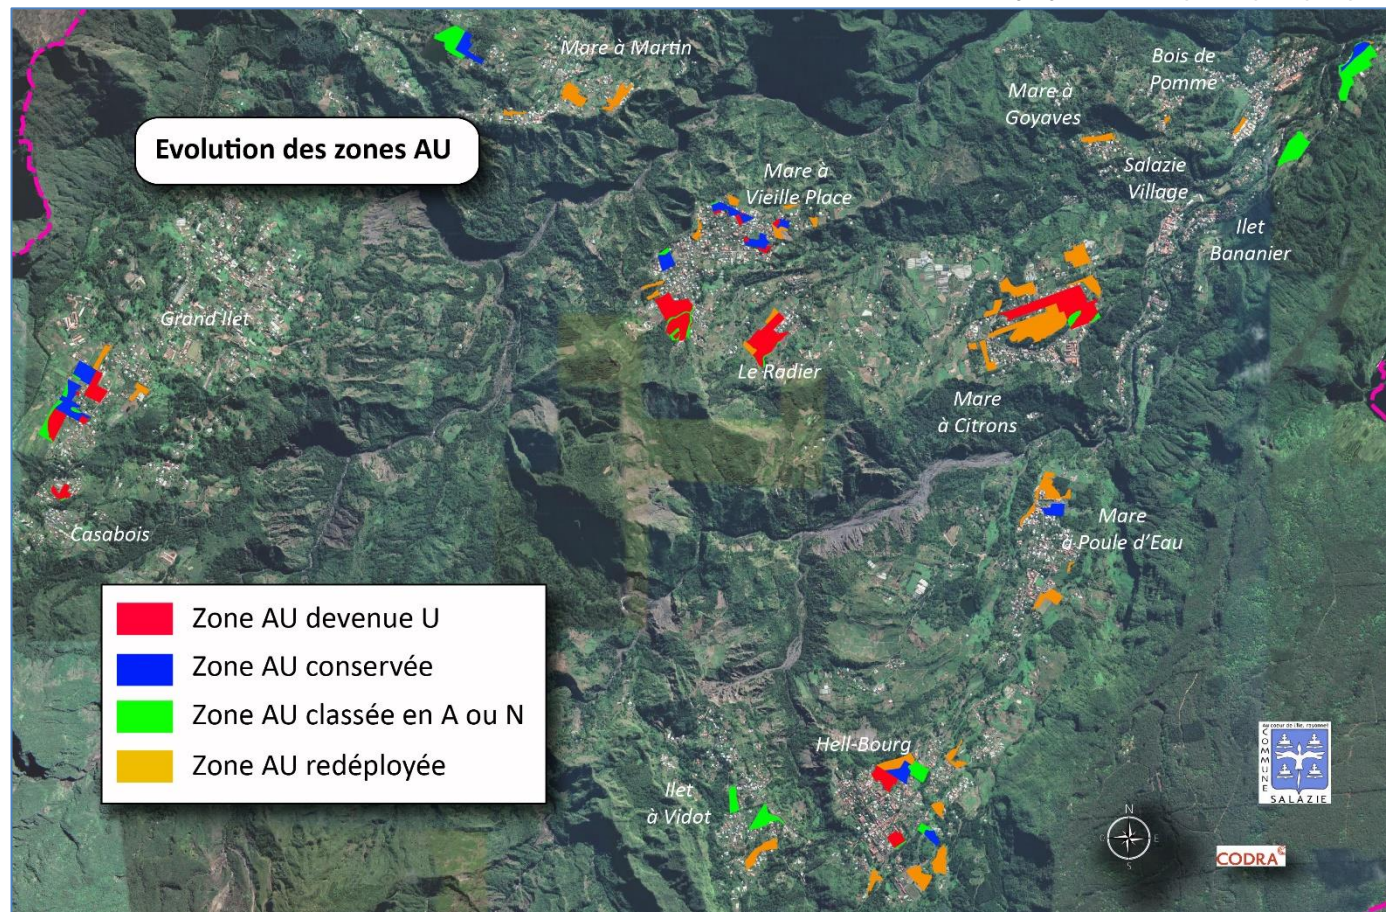 Evolution des zones AU
Mare à Martin
Bois de
Pomme
Mare à
Goyaves
Salazie
Village
Mare à
Vieille Place
Ilet
Bananier
Grand Ilet
Le Radier
Mare
à Citrons
Casabois
Mare
à Poule d'Eau
Zone AU devenue U
Zone AU conservée
Zone AU classée en A ou N
Zone AU redéployée
Hell-Bourg
Ilet
à Vidot
COMMUNE
SALAZIE
N
E
S
CODRA